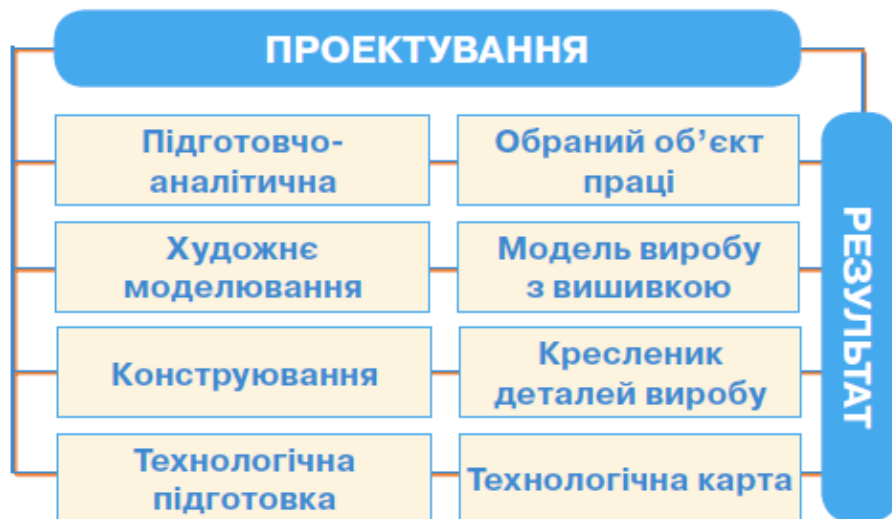 ПРОЕКТУВАННЯ
Підготовчо-
аналітична
Обраний об’єкт
праці
Художнє
моделювання
Модель виробу
з вишивкою
Конструювання
Кресленик
деталей виробу
Технологічна
підготовка
Технологічна карта
РЕЗУЛЬТАТ